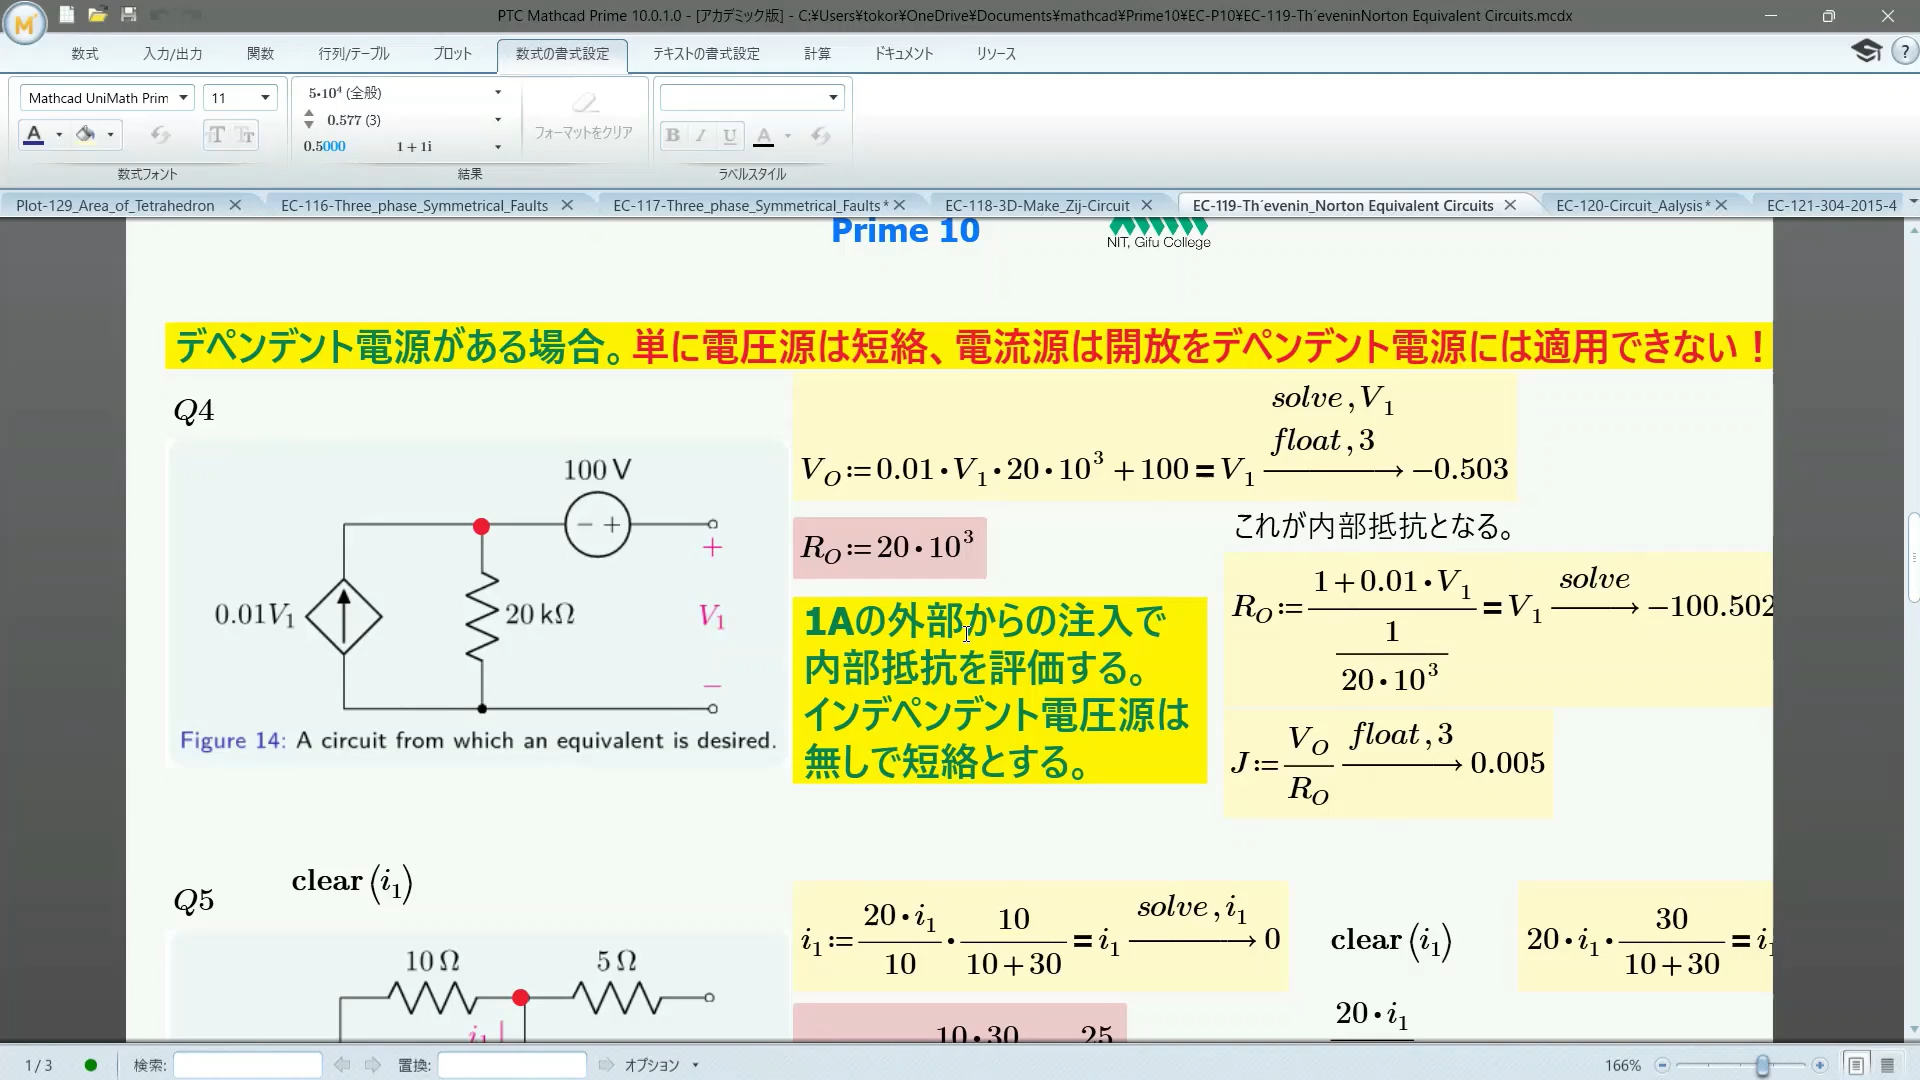 PTC Mathcad Prime 10.0.1.0 - [アカデミック版] - C:¥Users¥tokor¥OneDrive¥Documents¥mathcad¥Prime10¥EC-P10¥EC-119-Th´eveninNorton Equivalent Circuits.mcdx
数式 入力/出力 関数 行列/テーブル プロット 数式の書式設定 テキストの書式設定 計算 ドキュメント リソース
Mathcad UniMath Prim 11
5•10⁴ (全般)
0.577 (3)
0.5000 1 + 1i
フォーマットをクリア
数式フォント 結果 ラベルスタイル
Plot-129_Area_of_Tetrahedron EC-116-Three_phase_Symmetrical_Faults EC-117-Three_phase_Symmetrical_Faults* EC-118-3D-Make_Zij-Circuit EC-119-Th´evenin_Norton Equivalent Circuits EC-120-Circuit_Aalysis* EC-121-304-2015-4
Prime 10
NIT, Gifu College
デペンデント電源がある場合。単に電圧源は短絡、電流源は開放をデペンデント電源には適用できない！
Q4
100 V
− +
+
0.01V₁
20 kΩ
V₁
−
Figure 14: A circuit from which an equivalent is desired.
solve , V₁
float , 3
V_O := 0.01 • V₁ • 20 • 10³ + 100 = V₁ → −0.503
R_O := 20 • 10³
これが内部抵抗となる。
1Aの外部からの注入で
内部抵抗を評価する。
インデペンデント電圧源は
無しで短絡とする。
R_O := (1 + 0.01 • V₁) / (1 / (20 • 10³)) = V₁ solve → −100.502
J := V_O / R_O float , 3 → 0.005
Q5
clear (i₁)
10 Ω 5 Ω
i₁
i₁ := (20 • i₁ / 10) • (10 / (10 + 30)) = i₁ solve , i₁ → 0
clear (i₁)
20 • i₁ • 30 / (10 + 30) = i₁
20 • i₁
10 • 30 25
1 / 3 検索: 置換: オプション 166%